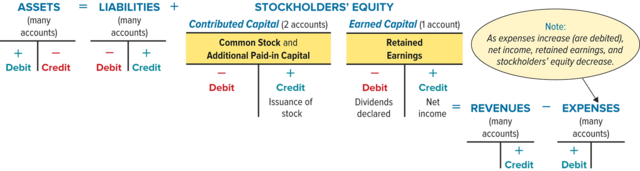 ASSETS = LIABILITIES + STOCKHOLDERS' EQUITY
(many accounts)
(many accounts)
Contributed Capital (2 accounts)
Earned Capital (1 account)
+ −
Debit Credit
− +
Debit Credit
Common Stock and
Additional Paid-in Capital
Retained
Earnings
− +
Debit Credit
Issuance of
stock
− +
Debit Credit
Dividends
declared
Net
income
Note:
As expenses increase (are debited),
net income, retained earnings, and
stockholders' equity decrease.
= REVENUES − EXPENSES
(many
accounts)
(many
accounts)
+
Credit
+
Debit